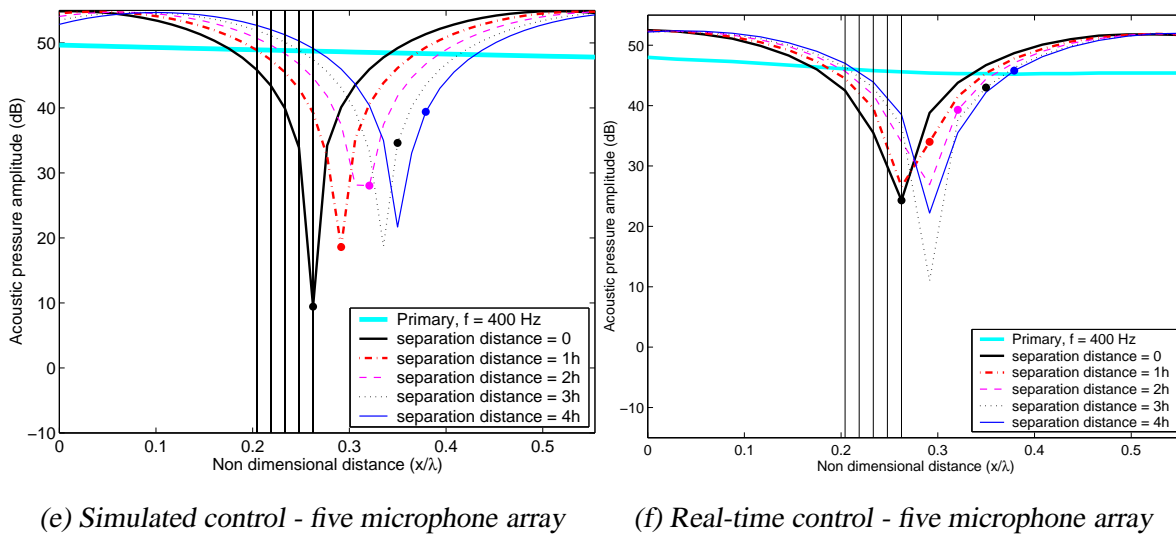 50
40
30
20
10
0
−10
Acoustic pressure amplitude (dB)
0
0.1
0.2
0.3
0.4
0.5
Non dimensional distance (x/λ)
Primary, f = 400 Hz
separation distance = 0
separation distance = 1h
separation distance = 2h
separation distance = 3h
separation distance = 4h
(e) Simulated control - five microphone array
50
40
30
20
10
0
−10
Acoustic pressure amplitude (dB)
0
0.1
0.2
0.3
0.4
0.5
Non dimensional distance (x/λ)
Primary, f = 400 Hz
separation distance = 0
separation distance = 1h
separation distance = 2h
separation distance = 3h
separation distance = 4h
(f) Real-time control - five microphone array